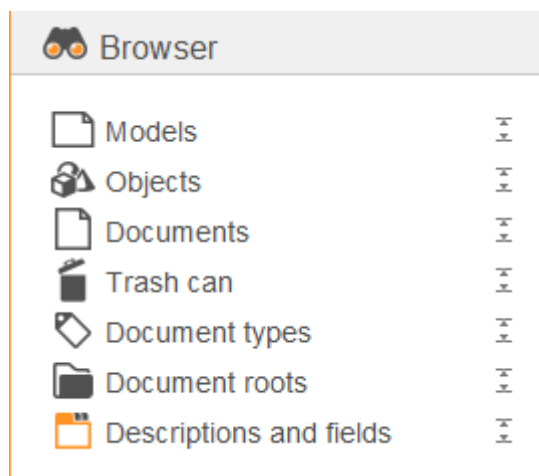 Browser
Models
Objects
Documents
Trash can
Document types
Document roots
Descriptions and fields